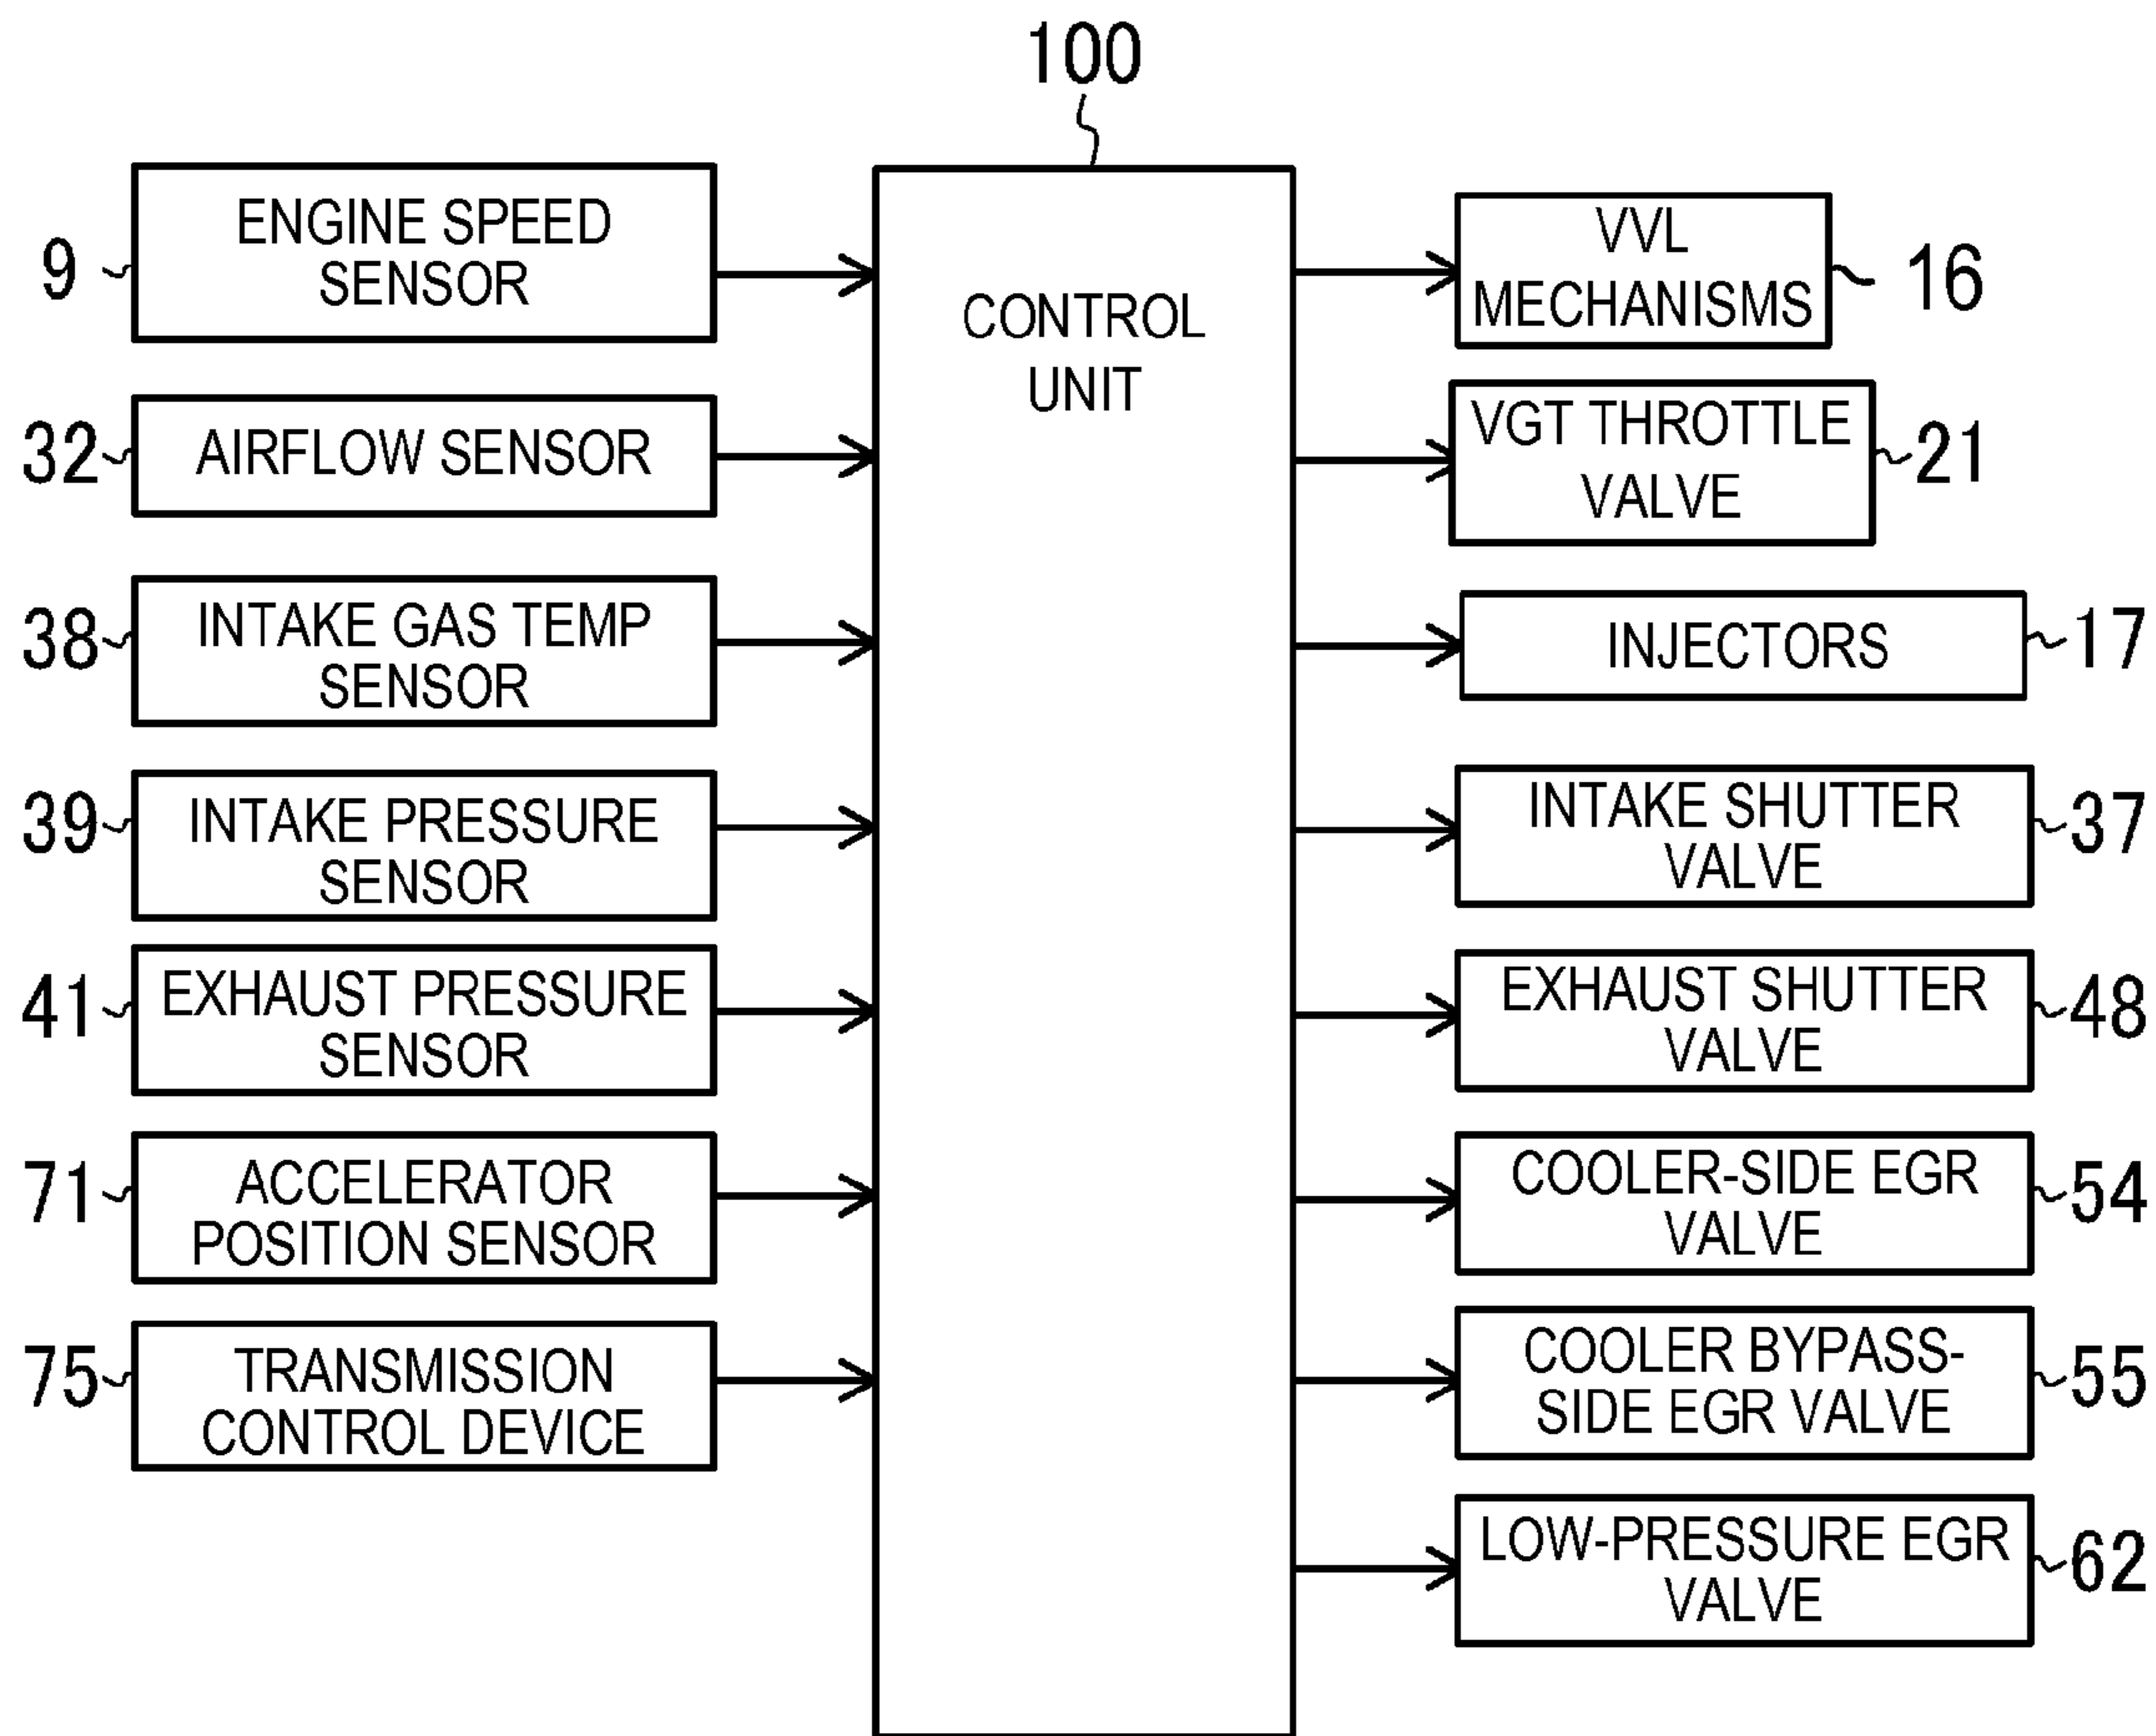 100
9
ENGINE SPEED
SENSOR
32
AIRFLOW SENSOR
38
INTAKE GAS TEMP
SENSOR
39
INTAKE PRESSURE
SENSOR
41
EXHAUST PRESSURE
SENSOR
71
ACCELERATOR
POSITION SENSOR
75
TRANSMISSION
CONTROL DEVICE
CONTROL
UNIT
VVL
MECHANISMS
16
VGT THROTTLE
VALVE
21
INJECTORS
17
INTAKE SHUTTER
VALVE
37
EXHAUST SHUTTER
VALVE
48
COOLER-SIDE EGR
VALVE
54
COOLER BYPASS-
SIDE EGR VALVE
55
LOW-PRESSURE EGR
VALVE
62